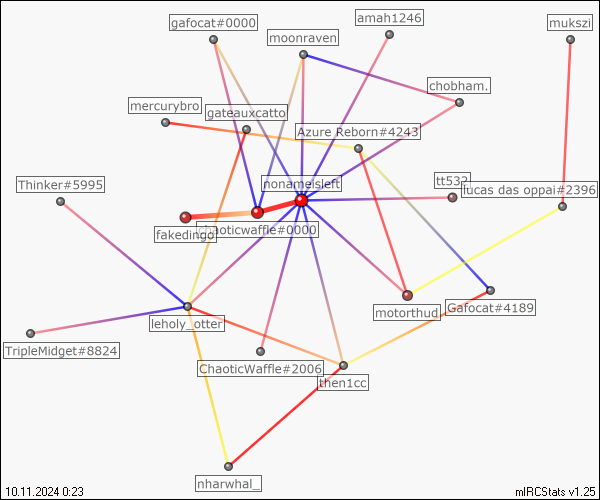 gafocat#0000
amah1246
mukszi
moonraven
chobham.
mercurybro
gateauxcatto
Azure Reborn#4243
Thinker#5995
nonameisleft
tt532
lucas das oppai#2396
fakedingo
chaoticwaffle#0000
motorthud_
Gafocat#4189
leholy_otter
TripleMidget#8824
ChaoticWaffle#2006
then1cc
nharwhal_
10.11.2024 0:23
mIRCStats v1.25